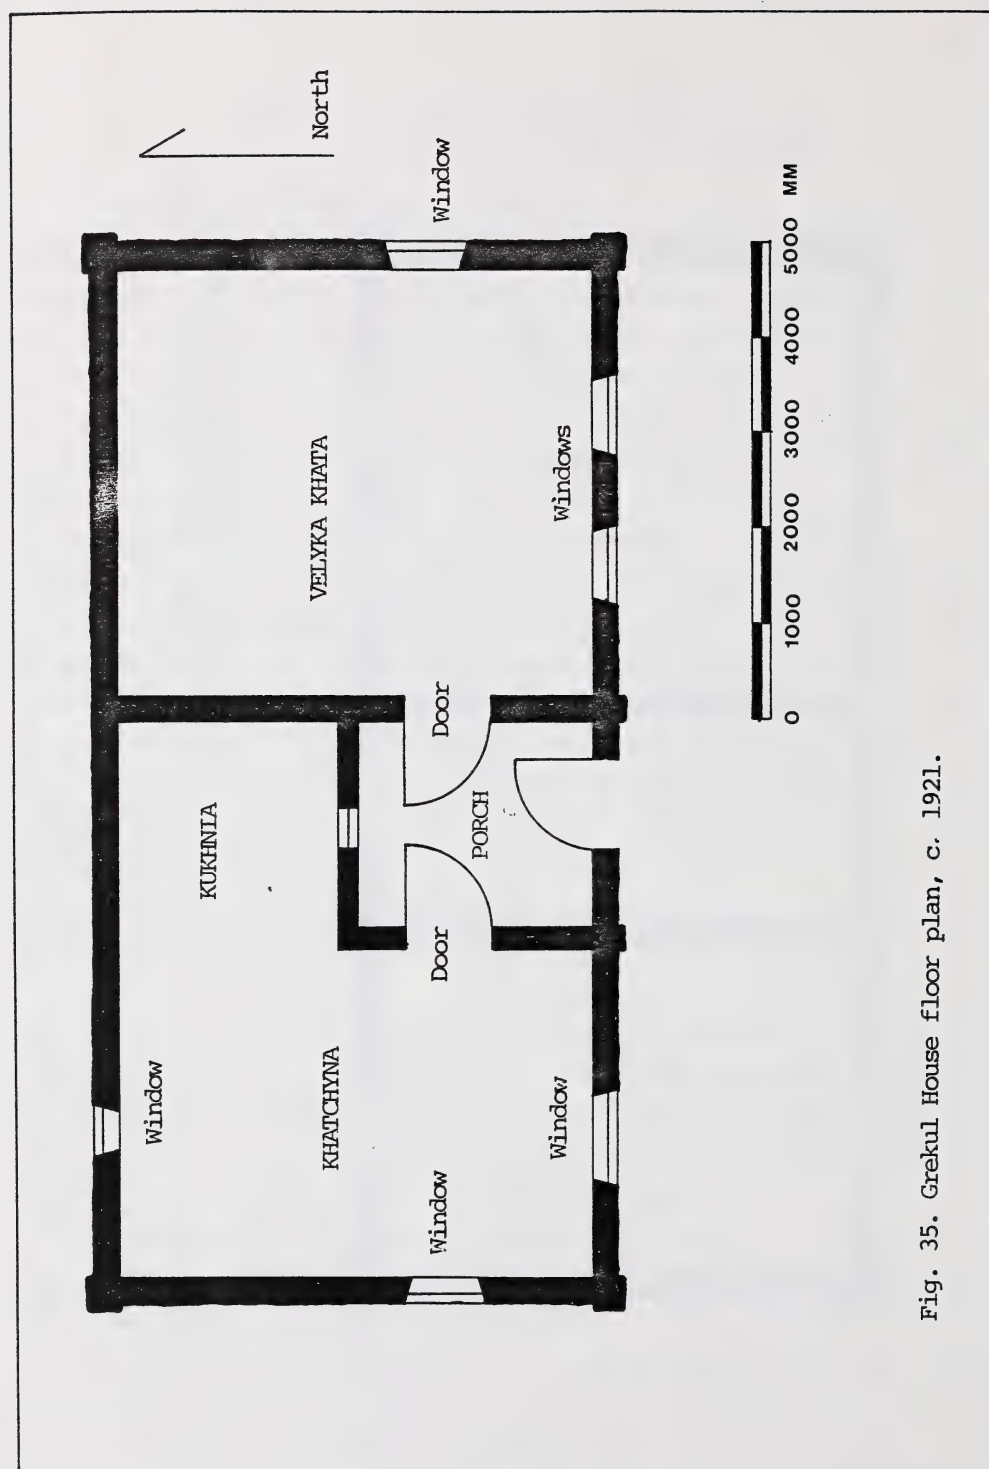 Window
KUKHNIA
KHATCHYNA
VELYKA KHATA
North
Window
Door
Door
Window
PORCH
Window
Windows
0 1000 2000 3000 4000 5000 MM
Fig. 35. Grekul House floor plan, c. 1921.